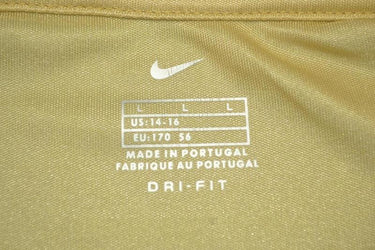 L L L L
US:14-16
EU:170 56
MADE IN PORTUGAL
FABRIQUE AU PORTUGAL
DRI-FIT